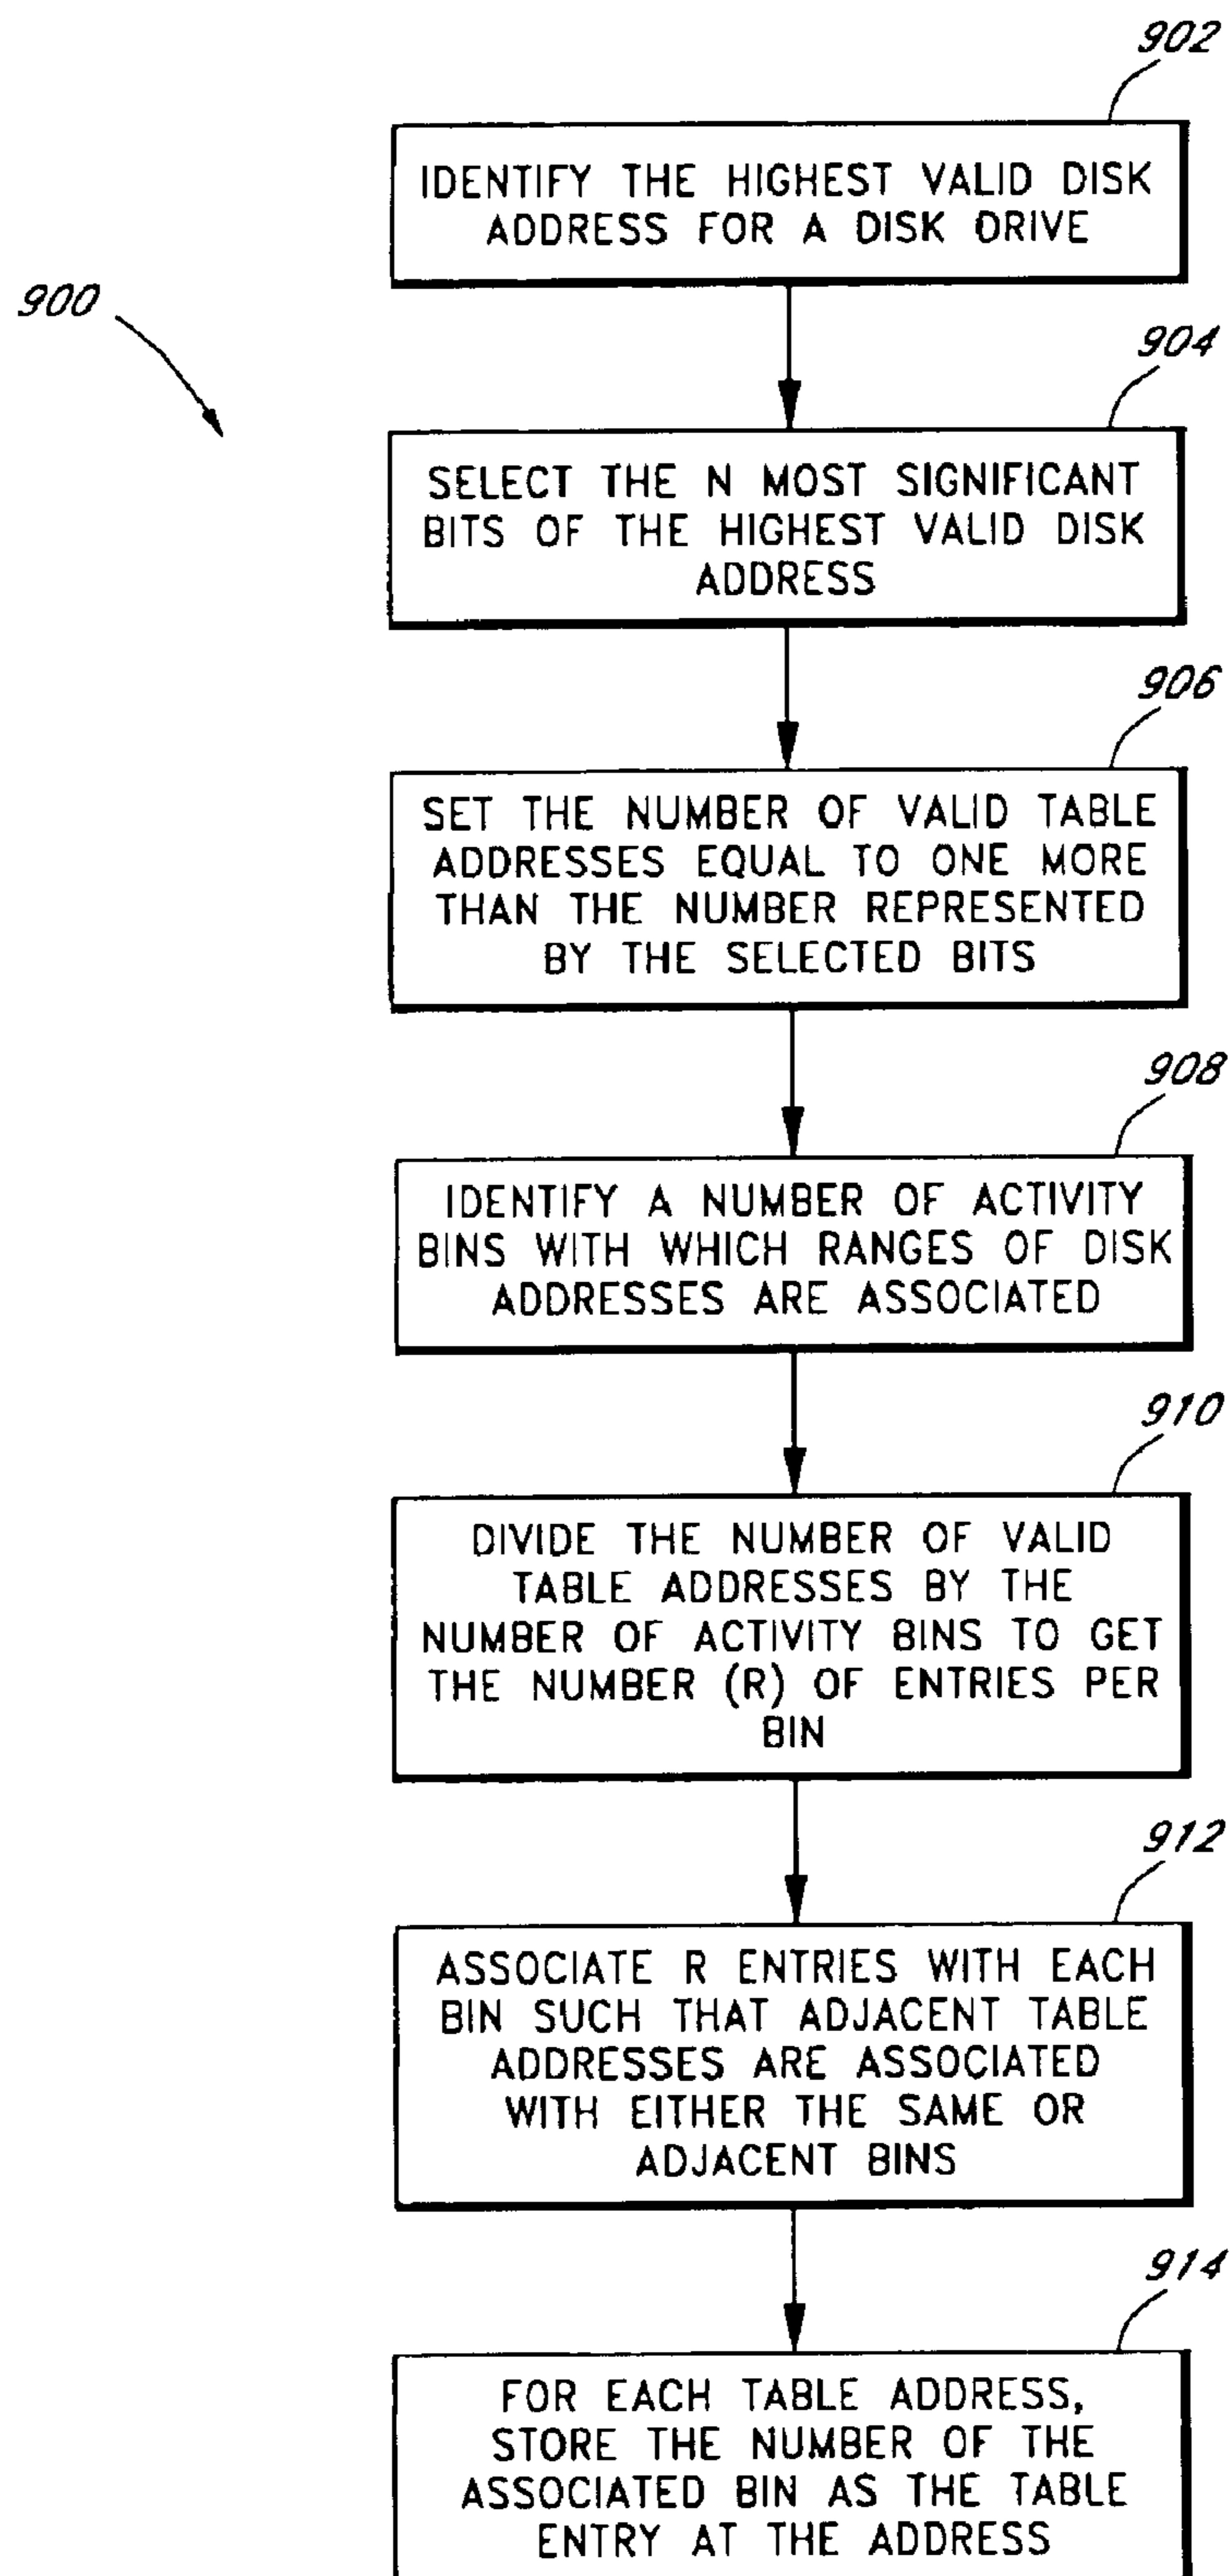 902
IDENTIFY THE HIGHEST VALID DISK
ADDRESS FOR A DISK DRIVE
900
904
SELECT THE N MOST SIGNIFICANT
BITS OF THE HIGHEST VALID DISK
ADDRESS
906
SET THE NUMBER OF VALID TABLE
ADDRESSES EQUAL TO ONE MORE
THAN THE NUMBER REPRESENTED
BY THE SELECTED BITS
908
IDENTIFY A NUMBER OF ACTIVITY
BINS WITH WHICH RANGES OF DISK
ADDRESSES ARE ASSOCIATED
910
DIVIDE THE NUMBER OF VALID
TABLE ADDRESSES BY THE
NUMBER OF ACTIVITY BINS TO GET
THE NUMBER (R) OF ENTRIES PER
BIN
912
ASSOCIATE R ENTRIES WITH EACH
BIN SUCH THAT ADJACENT TABLE
ADDRESSES ARE ASSOCIATED
WITH EITHER THE SAME OR
ADJACENT BINS
914
FOR EACH TABLE ADDRESS,
STORE THE NUMBER OF THE
ASSOCIATED BIN AS THE TABLE
ENTRY AT THE ADDRESS